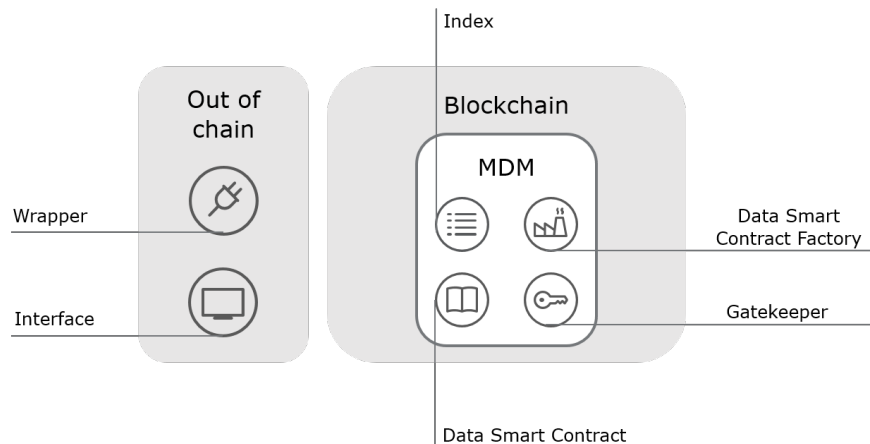 Index
Out of
chain
Blockchain
MDM
Wrapper
Data Smart
Contract Factory
Interface
Gatekeeper
Data Smart Contract